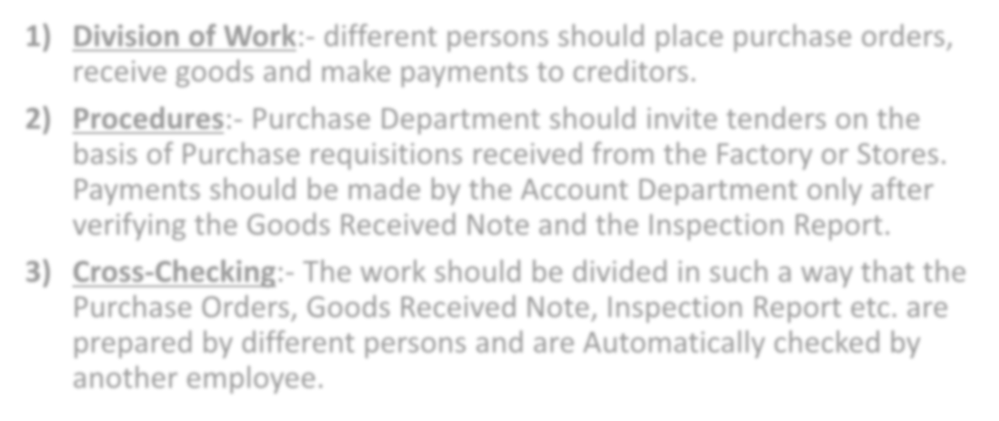 1) Division of Work:- different persons should place purchase orders,
receive goods and make payments to creditors.
2) Procedures:- Purchase Department should invite tenders on the
basis of Purchase requisitions received from the Factory or Stores.
Payments should be made by the Account Department only after
verifying the Goods Received Note and the Inspection Report.
3) Cross-Checking:- The work should be divided in such a way that the
Purchase Orders, Goods Received Note, Inspection Report etc. are
prepared by different persons and are Automatically checked by
another employee.